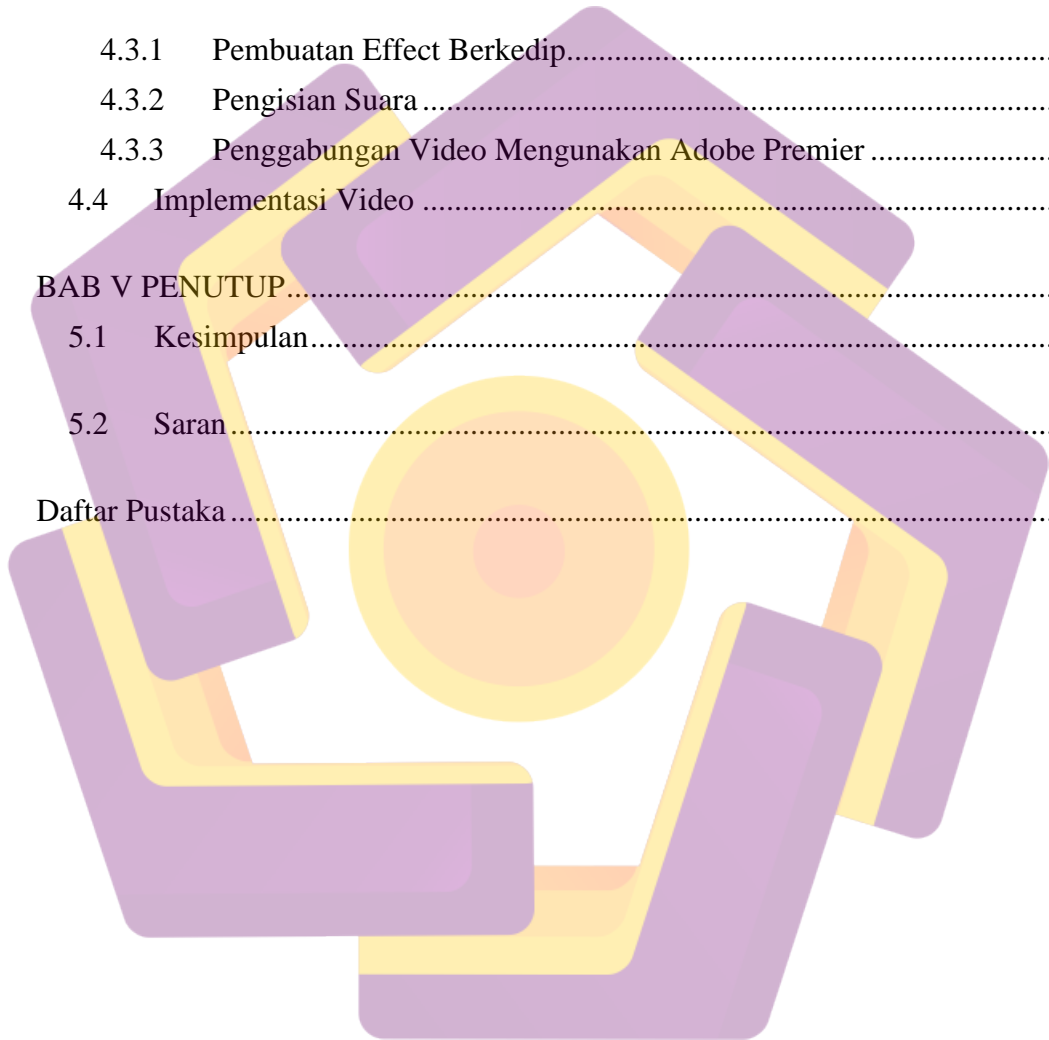 4.3.1 Pembuatan Effect Berkedip..............................................................
4.3.2 Pengisian Suara..............................................................
4.3.3 Penggabungan Video Mengunakan Adobe Premier..............................
4.4 Implementasi Video..............................................................
BAB V PENUTUP..............................................................
5.1 Kesimpulan..............................................................
5.2 Saran..............................................................
Daftar Pustaka..............................................................